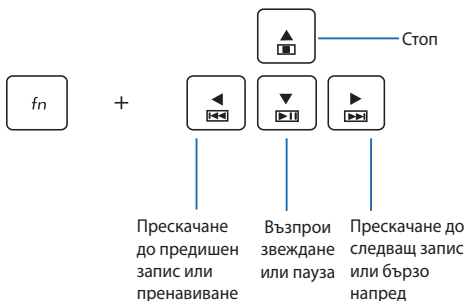 Стоп
fn
+
Прескачане
до предишен
запис или
пренавиване
Възпрои
звеждане
или пауза
Прескачане до
следващ запис
или бързо
напред